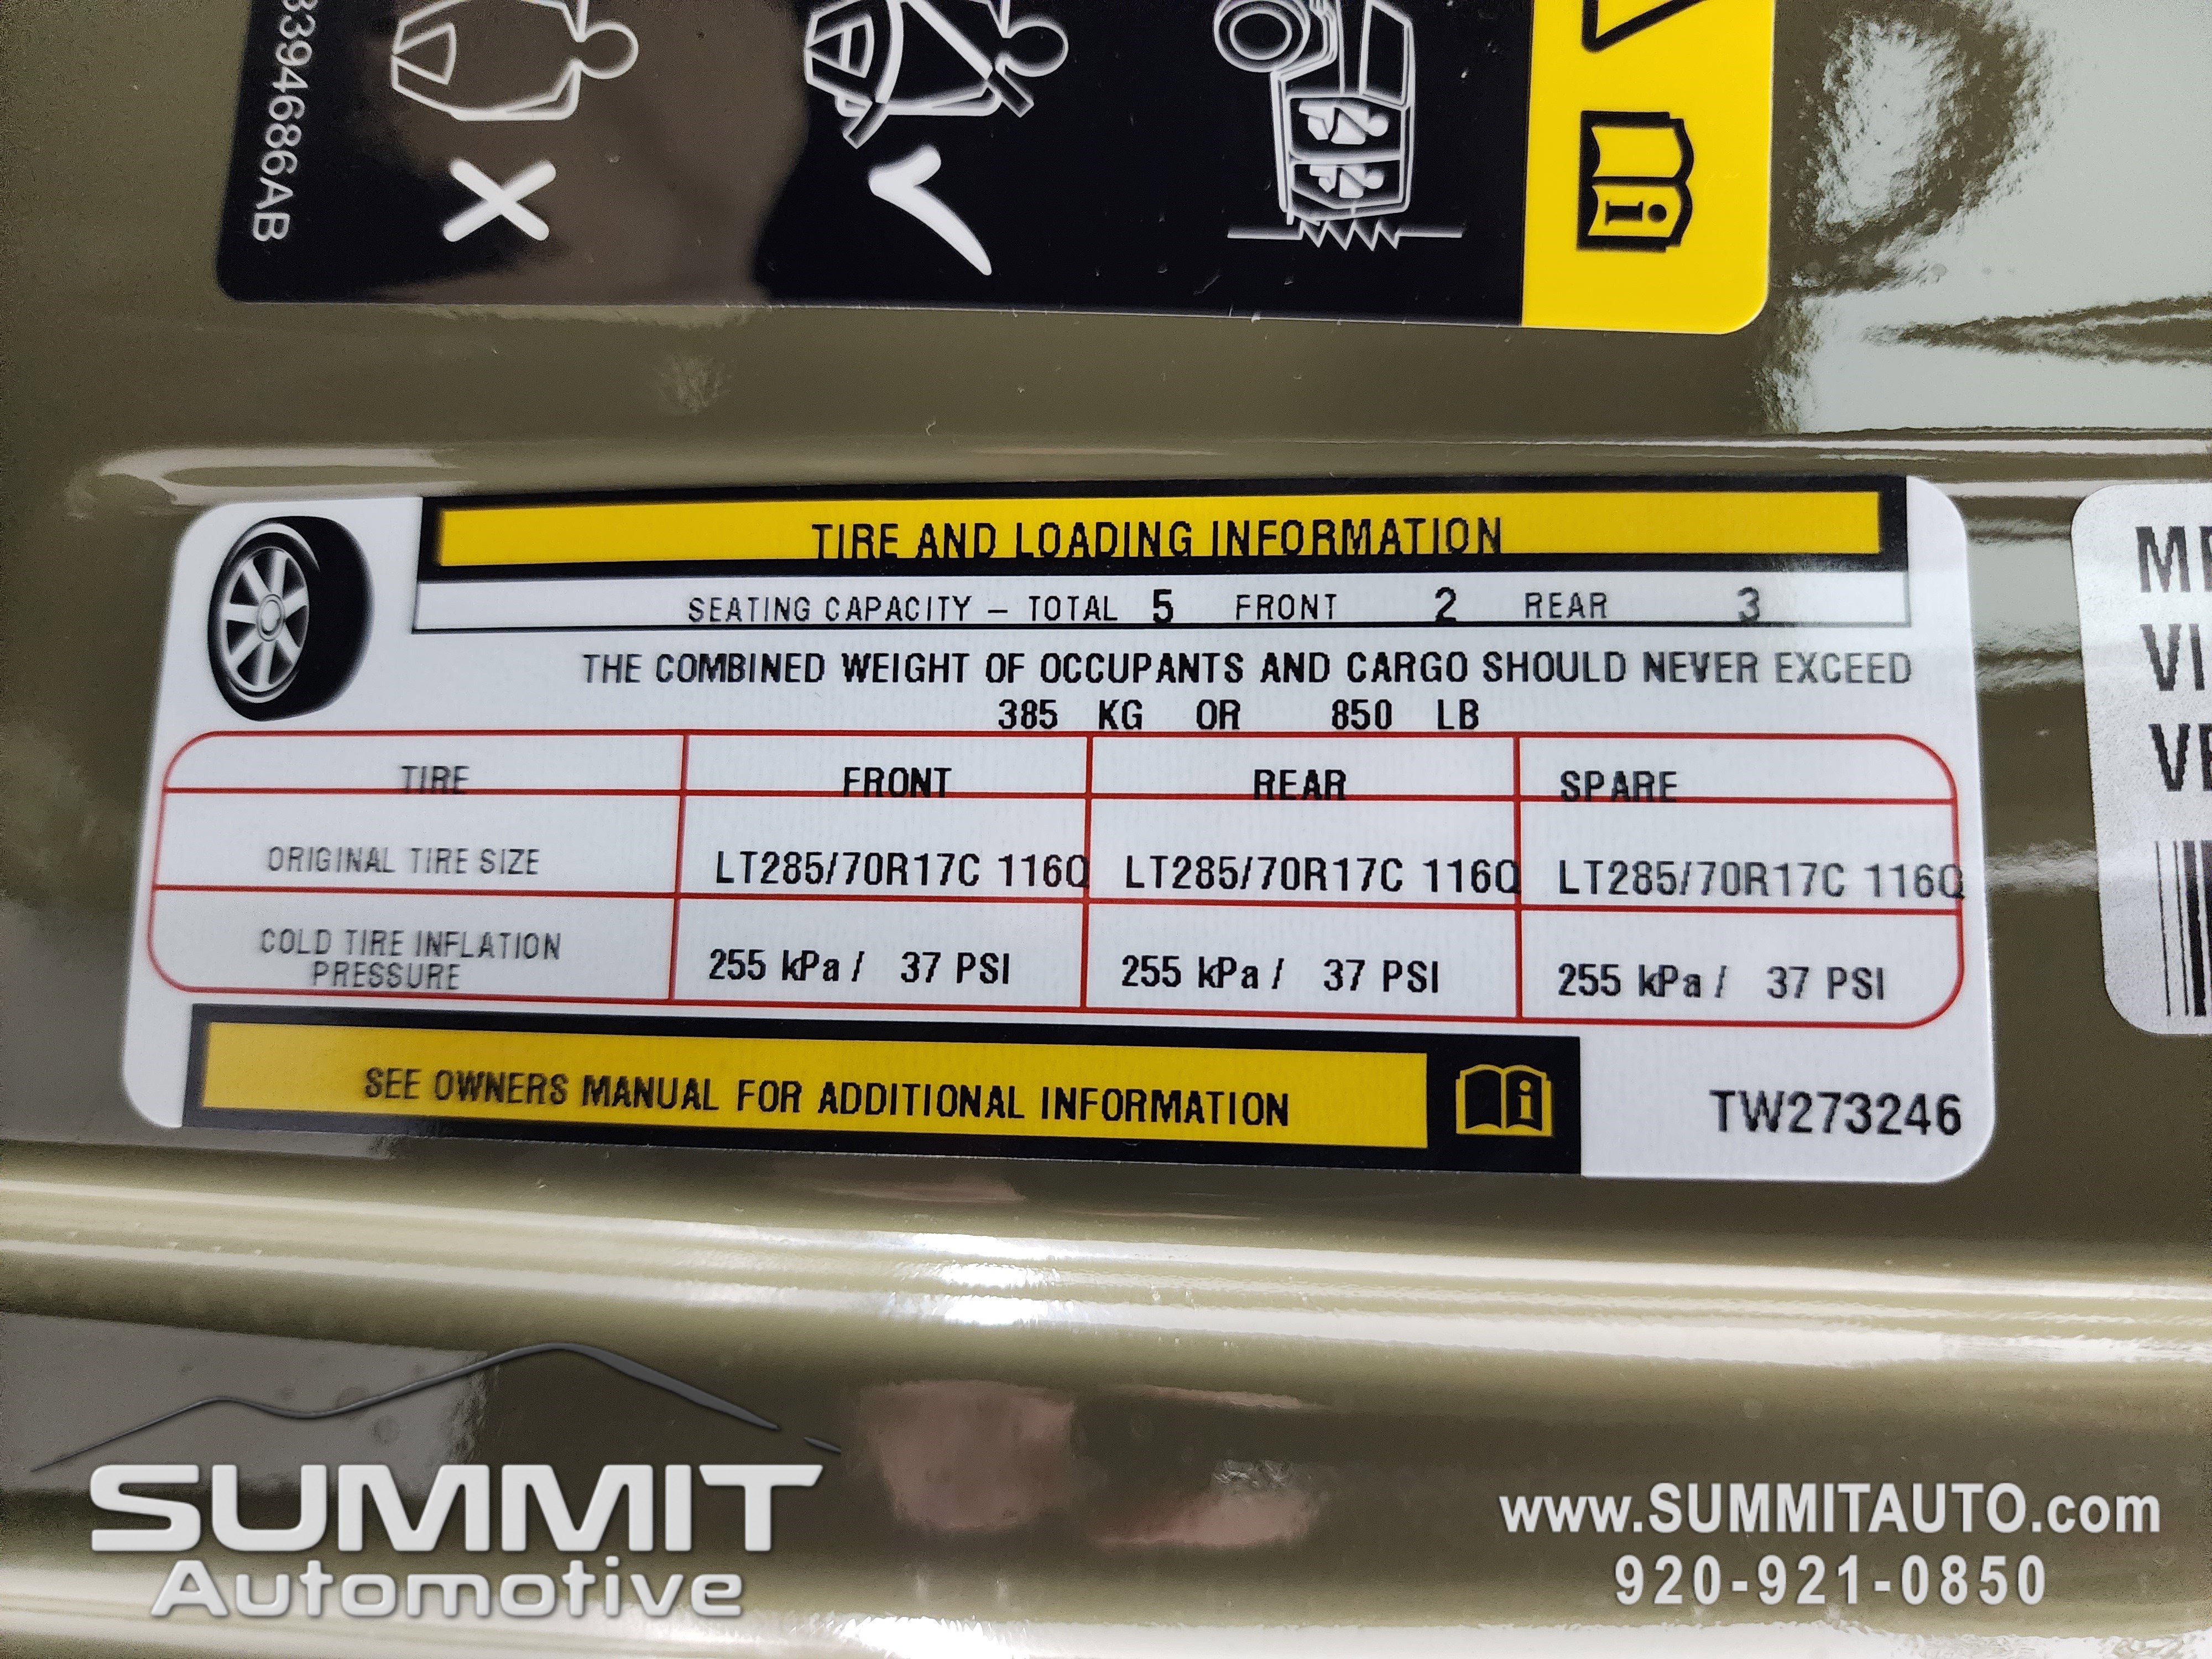 394686AB
TIRE AND LOADING INFORMATION
SEATING CAPACITY – TOTAL 5 FRONT 2 REAR 3
THE COMBINED WEIGHT OF OCCUPANTS AND CARGO SHOULD NEVER EXCEED
385 KG OR 850 LB
TIRE FRONT REAR SPARE
ORIGINAL TIRE SIZE LT285/70R17C 116Q LT285/70R17C 116Q LT285/70R17C 116Q
COLD TIRE INFLATION
PRESSURE 255 kPa / 37 PSI 255 kPa / 37 PSI 255 kPa / 37 PSI
SEE OWNERS MANUAL FOR ADDITIONAL INFORMATION
TW273246
VI
SUMMIT
Automotive
www.SUMMITAUTO.com
920-921-0850